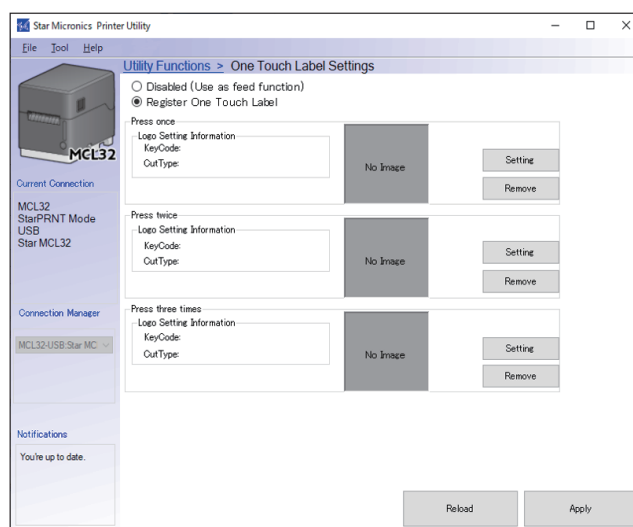 Star Micronics Printer Utility
File Tool Help
Utility Functions > One Touch Label Settings
Disabled (Use as feed function)
Register One Touch Label
MCL32
Current Connection
MCL32
StarPRNT Mode
USB
Star MCL32
Connection Manager
MCL32-USB:Star MC
Notifications
You're up to date.
Press once
Logo Setting Information
KeyCode:
CutType:
No Image
Setting
Remove
Press twice
Logo Setting Information
KeyCode:
CutType:
No Image
Setting
Remove
Press three times
Logo Setting Information
KeyCode:
CutType:
No Image
Setting
Remove
Reload
Apply